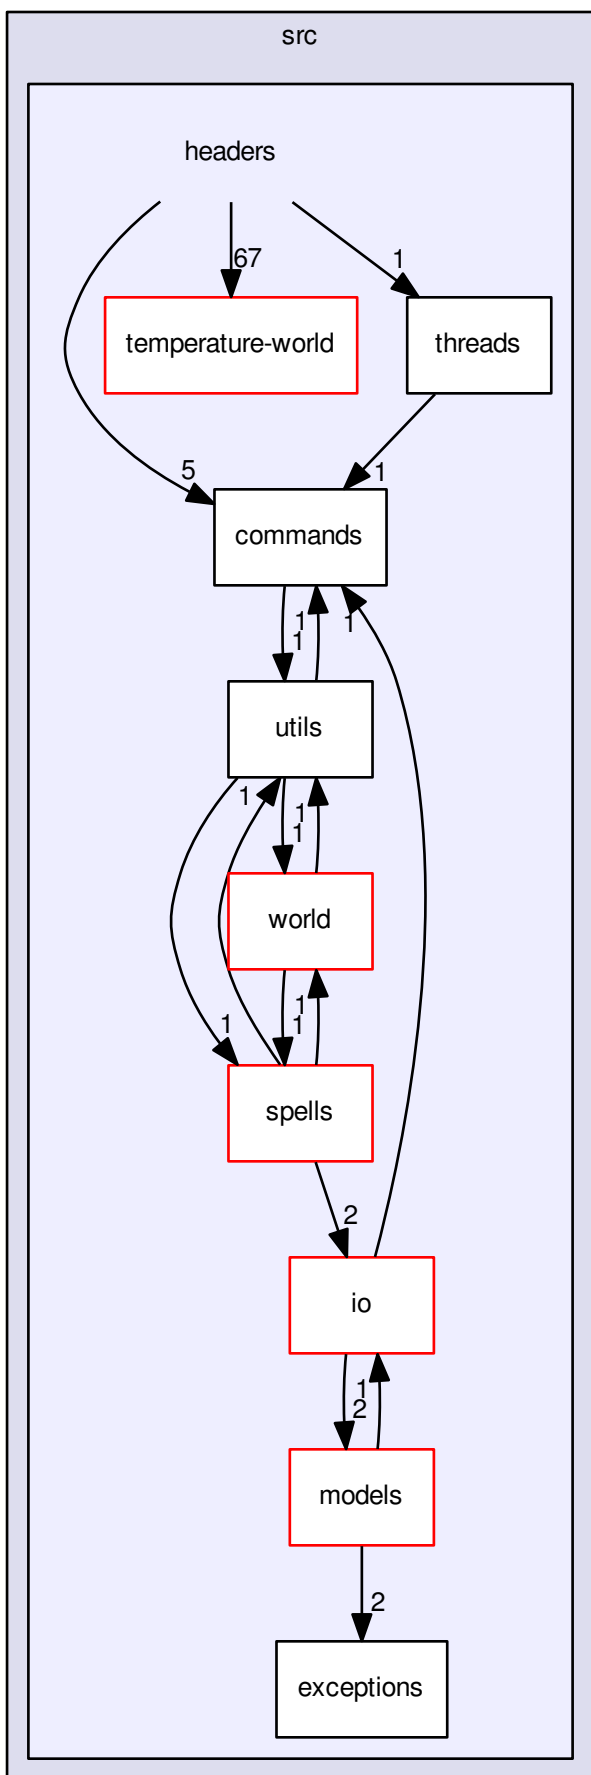 src
headers
67
1
temperature-world
threads
5
1
commands
1
1
1
utils
1
1
1
world
1
1
1
spells
2
io
1
2
models
2
exceptions